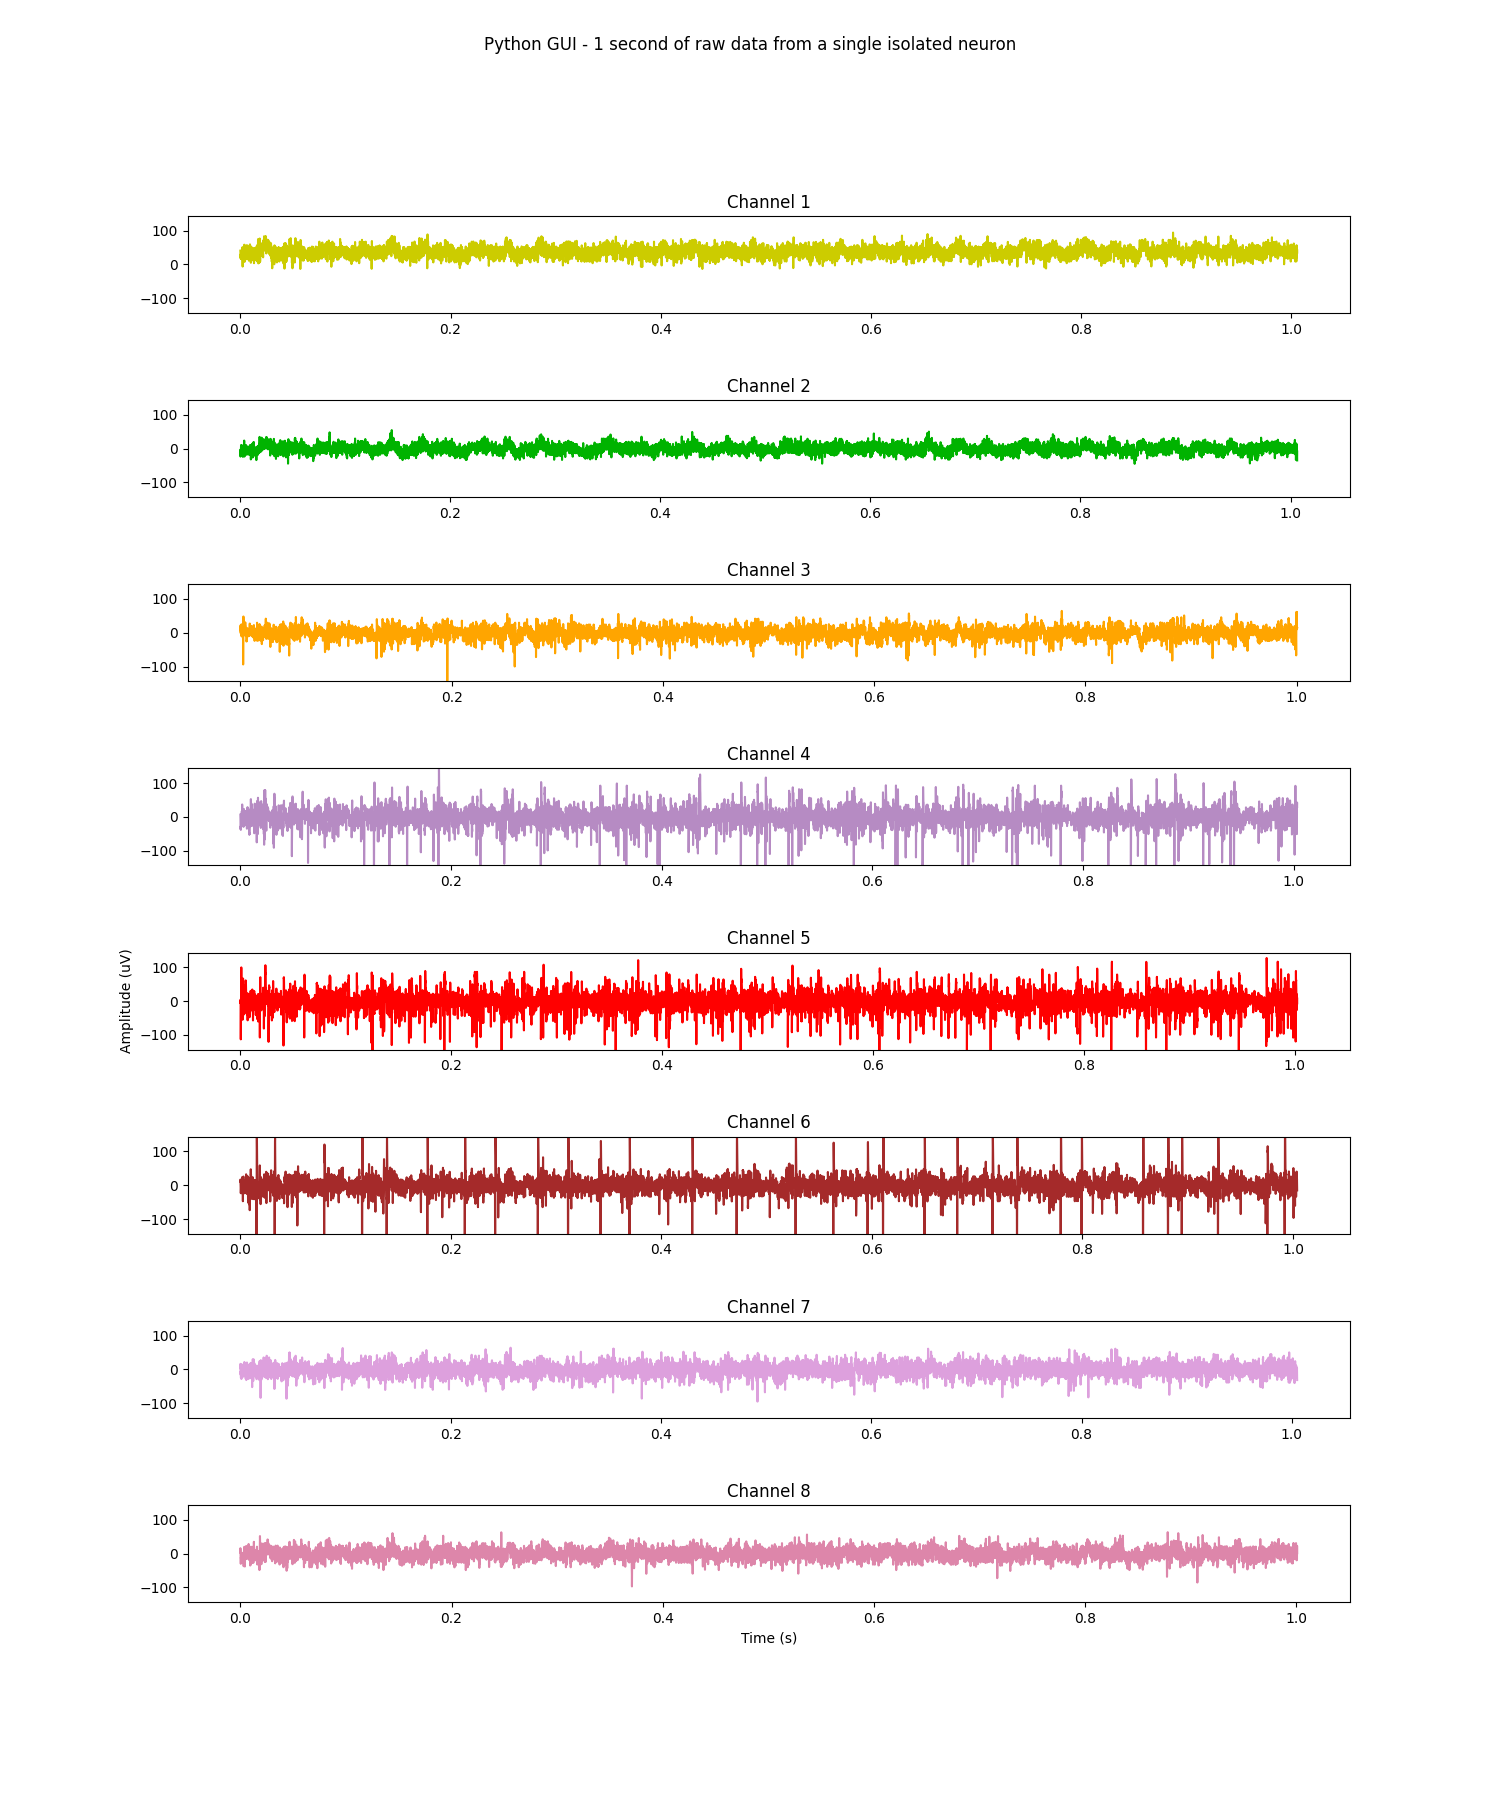 Python GUI - 1 second of raw data from a single isolated neuron
Channel 1
100
0
−100
0.0 0.2 0.4 0.6 0.8 1.0
Channel 2
100
0
−100
0.0 0.2 0.4 0.6 0.8 1.0
Channel 3
100
0
−100
0.0 0.2 0.4 0.6 0.8 1.0
Channel 4
100
0
−100
0.0 0.2 0.4 0.6 0.8 1.0
Channel 5
Amplitude (uV)
100
0
−100
0.0 0.2 0.4 0.6 0.8 1.0
Channel 6
100
0
−100
0.0 0.2 0.4 0.6 0.8 1.0
Channel 7
100
0
−100
0.0 0.2 0.4 0.6 0.8 1.0
Channel 8
100
0
−100
0.0 0.2 0.4 0.6 0.8 1.0
Time (s)